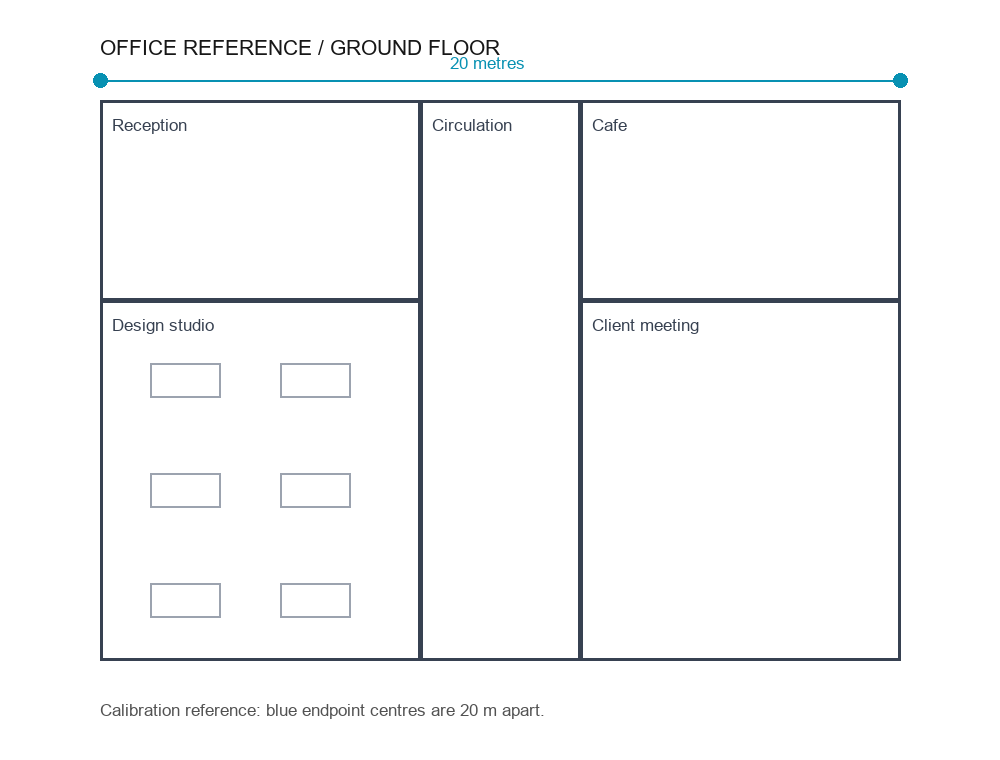 OFFICE REFERENCE / GROUND FLOOR
20 metres
Reception
Circulation
Cafe
Design studio
Client meeting
Calibration reference: blue endpoint centres are 20 m apart.